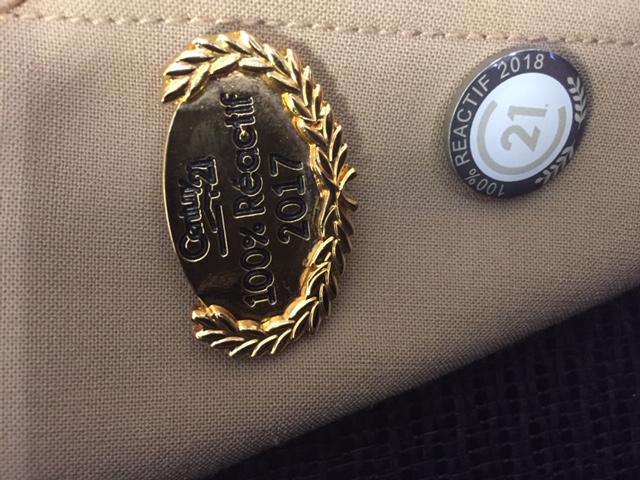 Century 21
100% Réactif
2017
100% REACTIF 2018
21